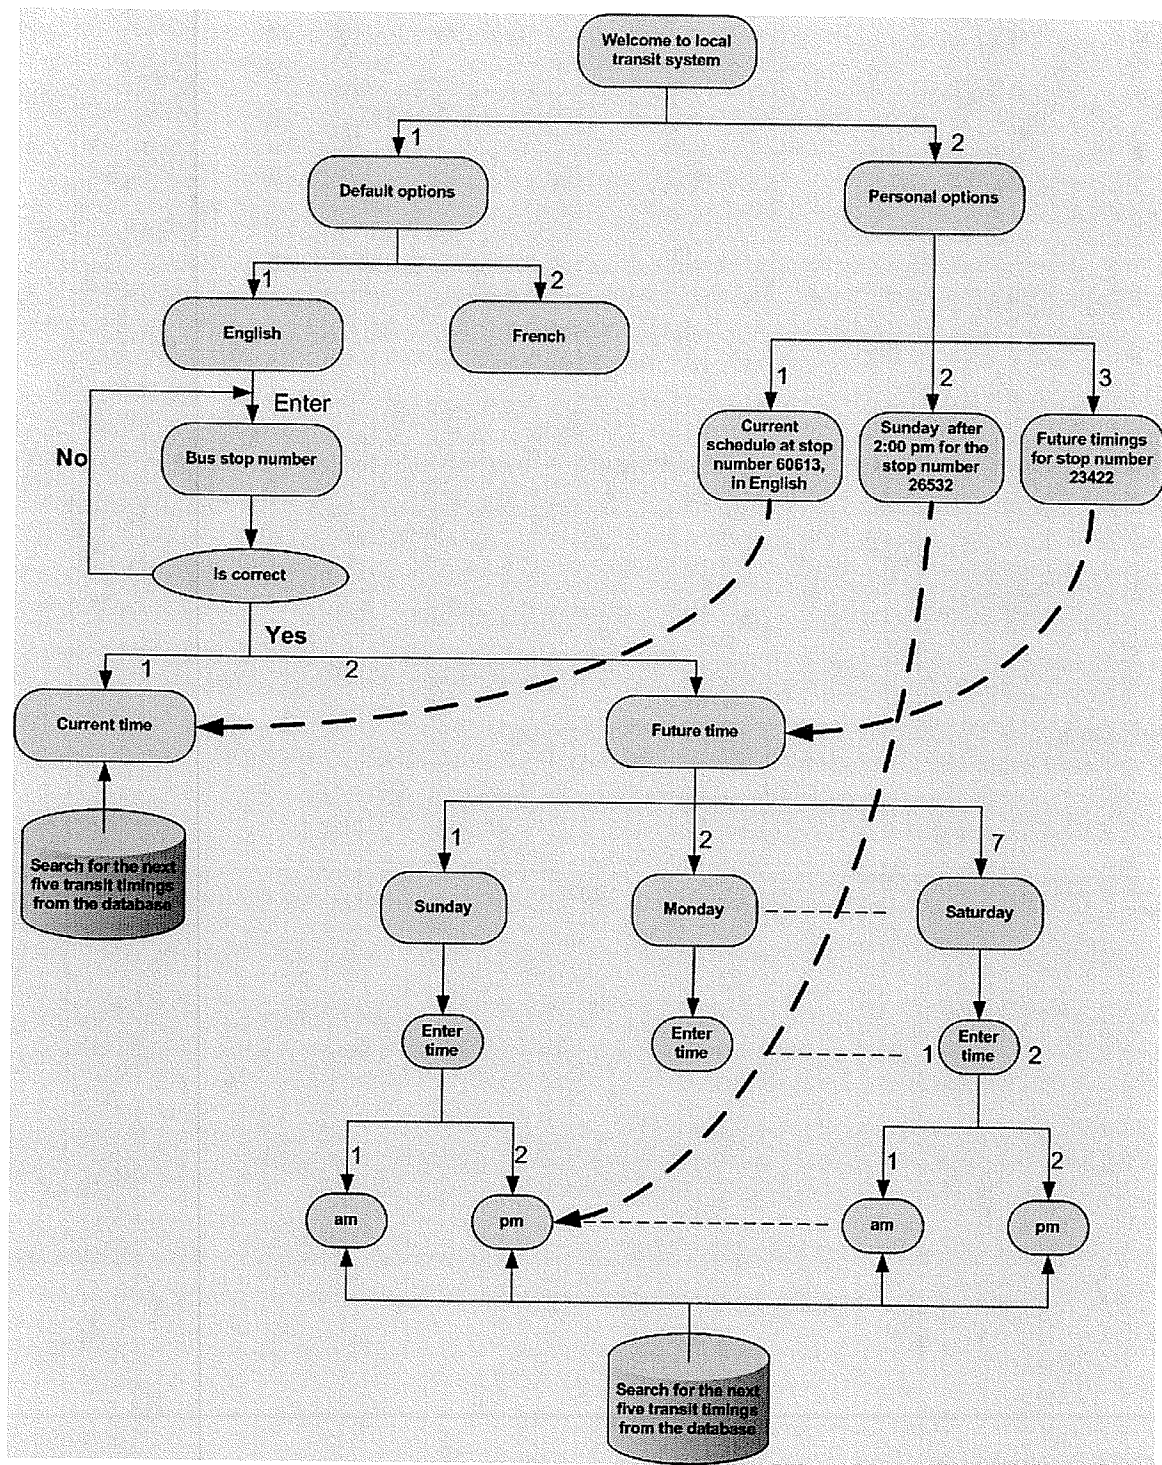 Welcome to local
transit system
1
2
Default options
Personal options
1
2
English
French
1
2
3
Enter
No
Bus stop number
Current
schedule at stop
number 60613,
in English
Sunday after
2:00 pm for the
stop number
26532
Future timings
for stop number
23422
Is correct
Yes
1
2
Current time
Future time
1
2
7
Search for the next
five transit timings
from the database
Sunday
Monday
Saturday
Enter
time
Enter
time
1
Enter
time
2
1
2
1
2
am
pm
am
pm
Search for the next
five transit timings
from the database